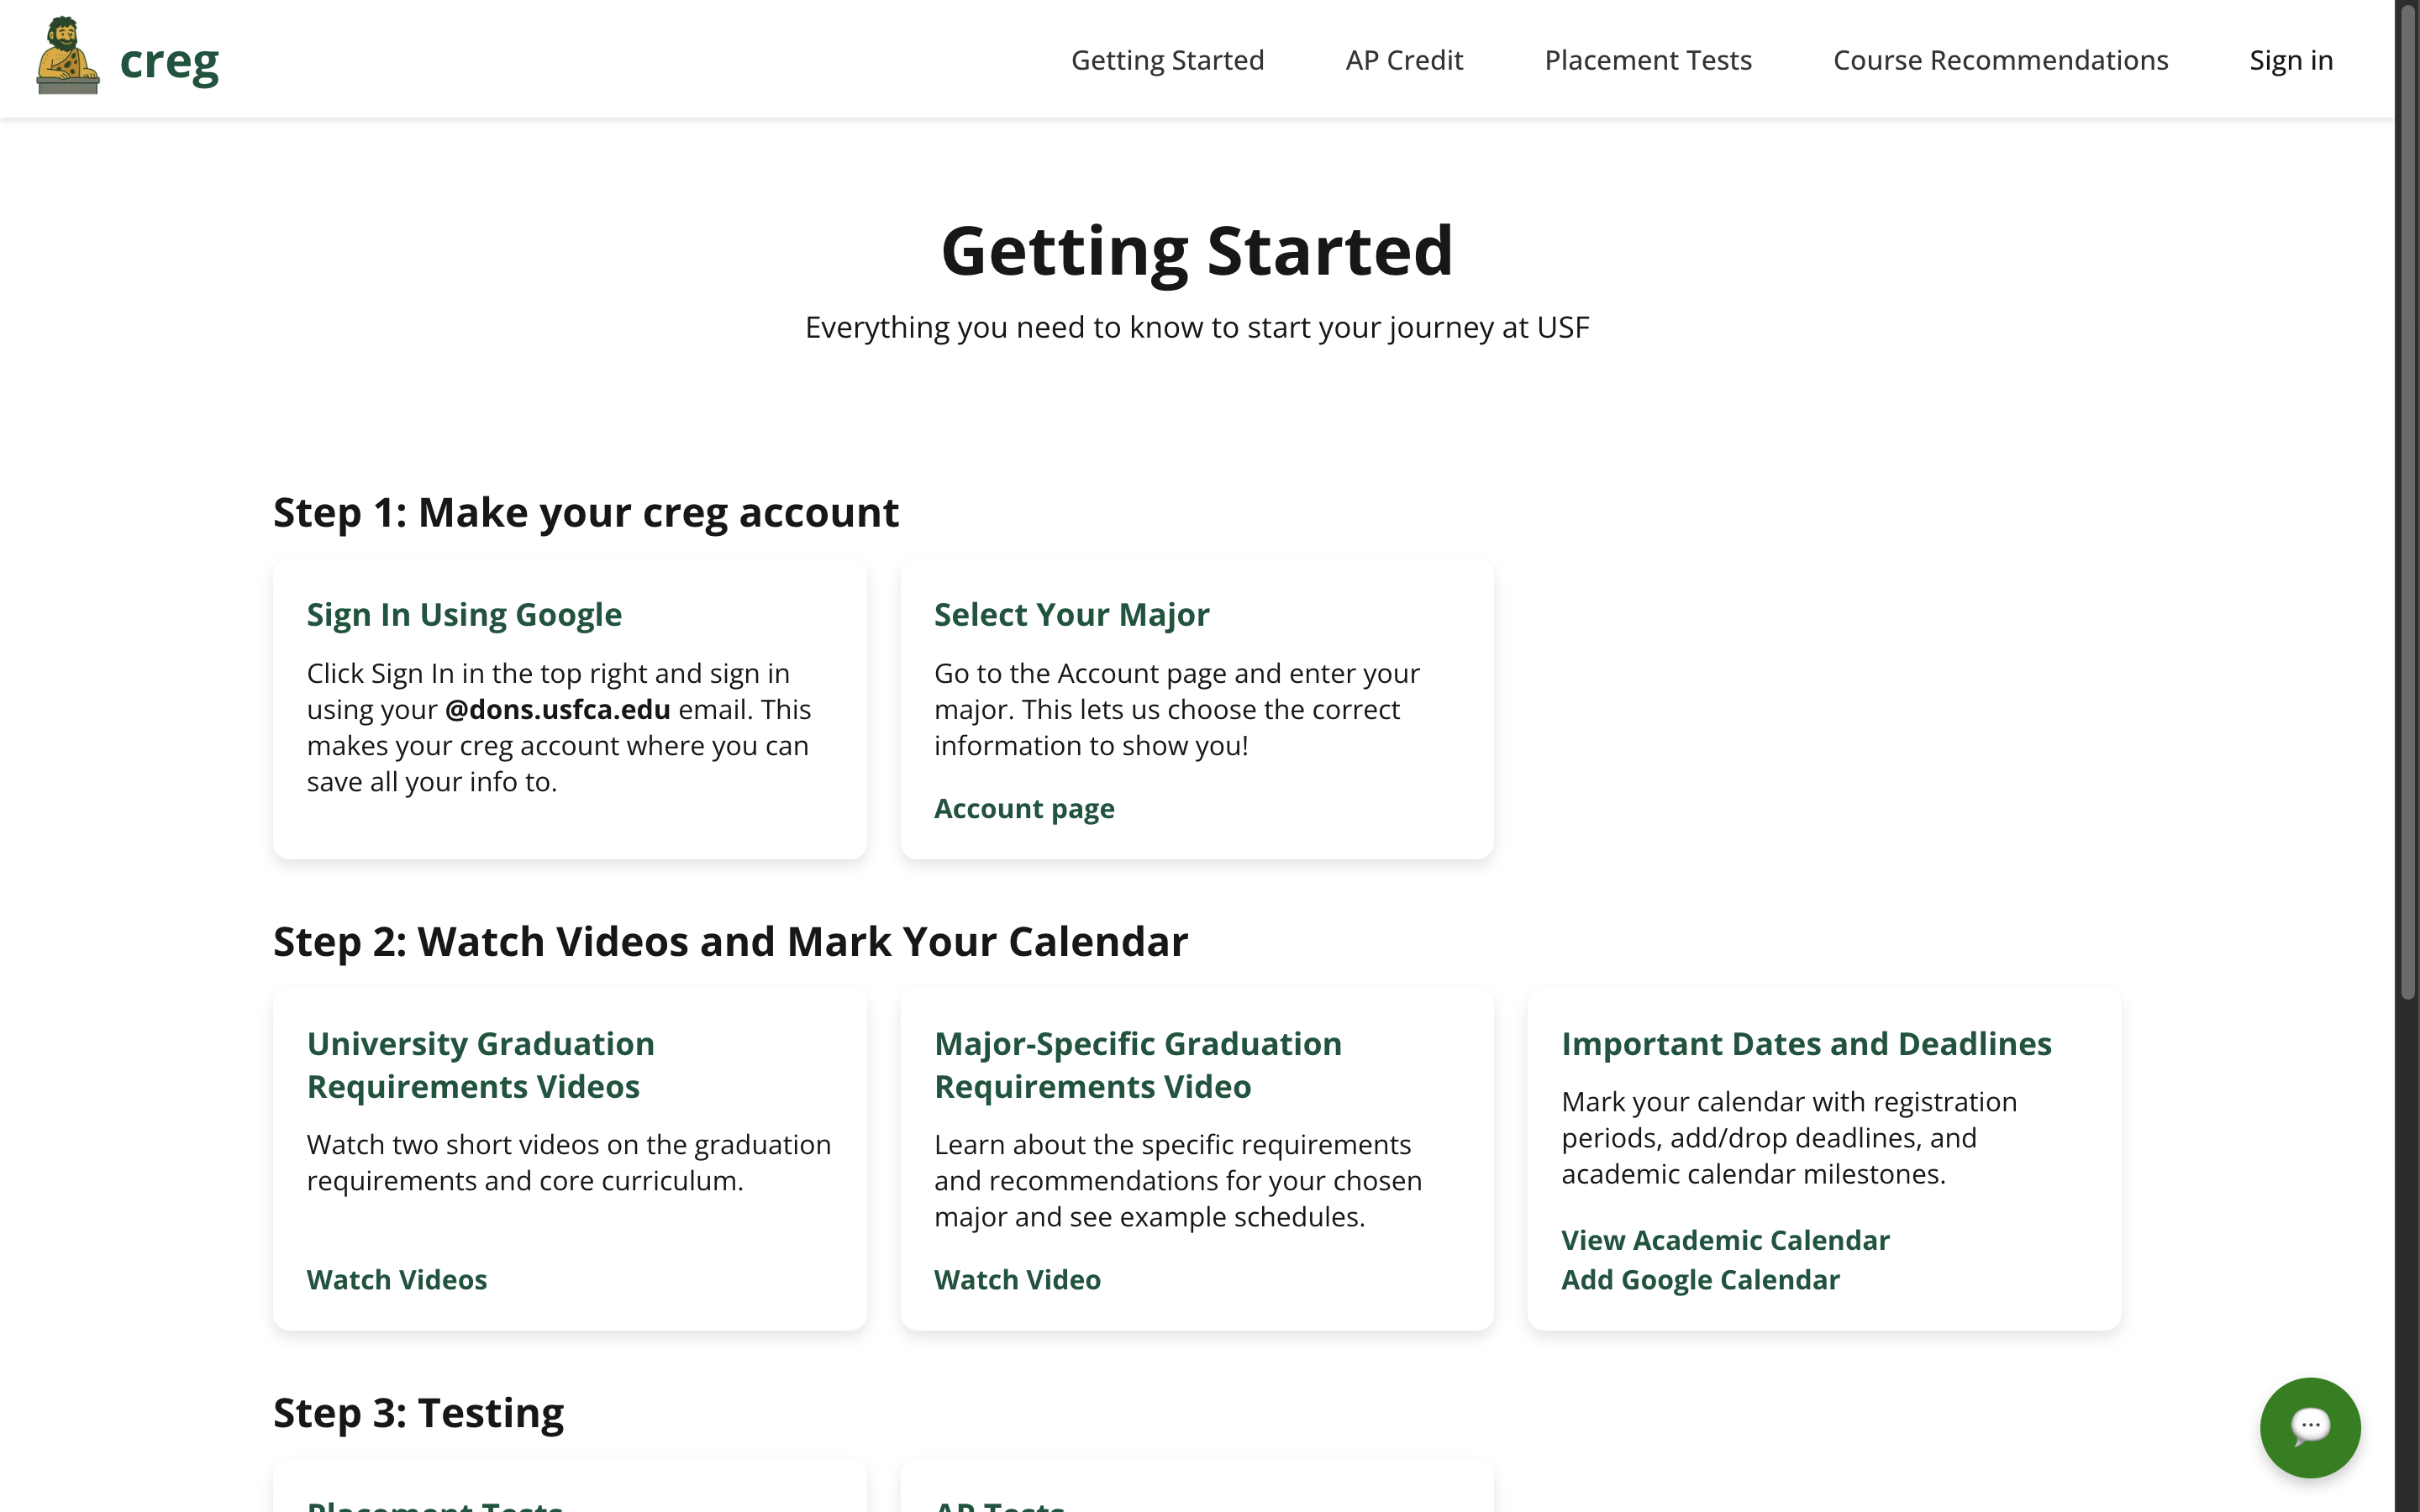 creg
Getting Started
AP Credit
Placement Tests
Course Recommendations
Sign in
Getting Started
Everything you need to know to start your journey at USF
Step 1: Make your creg account
Sign In Using Google
Click Sign In in the top right and sign in
using your @dons.usfca.edu email. This
makes your creg account where you can
save all your info to.
Select Your Major
Go to the Account page and enter your
major. This lets us choose the correct
information to show you!
Account page
Step 2: Watch Videos and Mark Your Calendar
University Graduation
Requirements Videos
Watch two short videos on the graduation
requirements and core curriculum.
Watch Videos
Major-Specific Graduation
Requirements Video
Learn about the specific requirements
and recommendations for your chosen
major and see example schedules.
Watch Video
Important Dates and Deadlines
Mark your calendar with registration
periods, add/drop deadlines, and
academic calendar milestones.
View Academic Calendar
Add Google Calendar
Step 3: Testing
Placement Tests
AP Tests